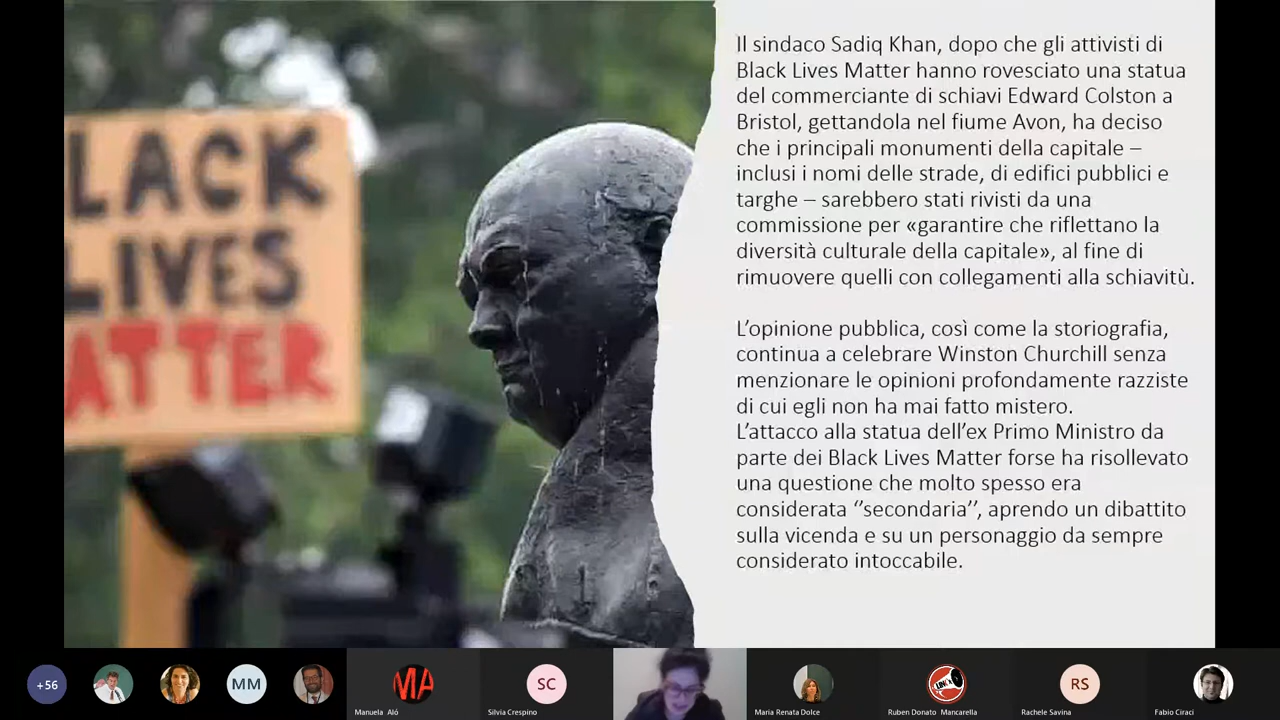 LACK
LIVES
ATTER
Il sindaco Sadiq Khan, dopo che gli attivisti di
Black Lives Matter hanno rovesciato una statua
del commerciante di schiavi Edward Colston a
Bristol, gettandola nel fiume Avon, ha deciso
che i principali monumenti della capitale –
inclusi i nomi delle strade, di edifici pubblici e
targhe – sarebbero stati rivisti da una
commissione per «garantire che riflettano la
diversità culturale della capitale», al fine di
rimuovere quelli con collegamenti alla schiavitù.
L’opinione pubblica, così come la storiografia,
continua a celebrare Winston Churchill senza
menzionare le opinioni profondamente razziste
di cui egli non ha mai fatto mistero.
L’attacco alla statua dell’ex Primo Ministro da
parte dei Black Lives Matter forse ha risollevato
una questione che molto spesso era
considerata ‘’secondaria’’, aprendo un dibattito
sulla vicenda e su un personaggio da sempre
considerato intoccabile.
+56
MM
MA
SC
RS
Manuela Aló
Silvia Crespino
Maria Renata Dolce
Ruben Donato Mancarella
Rachele Savina
Fabio Ciracì